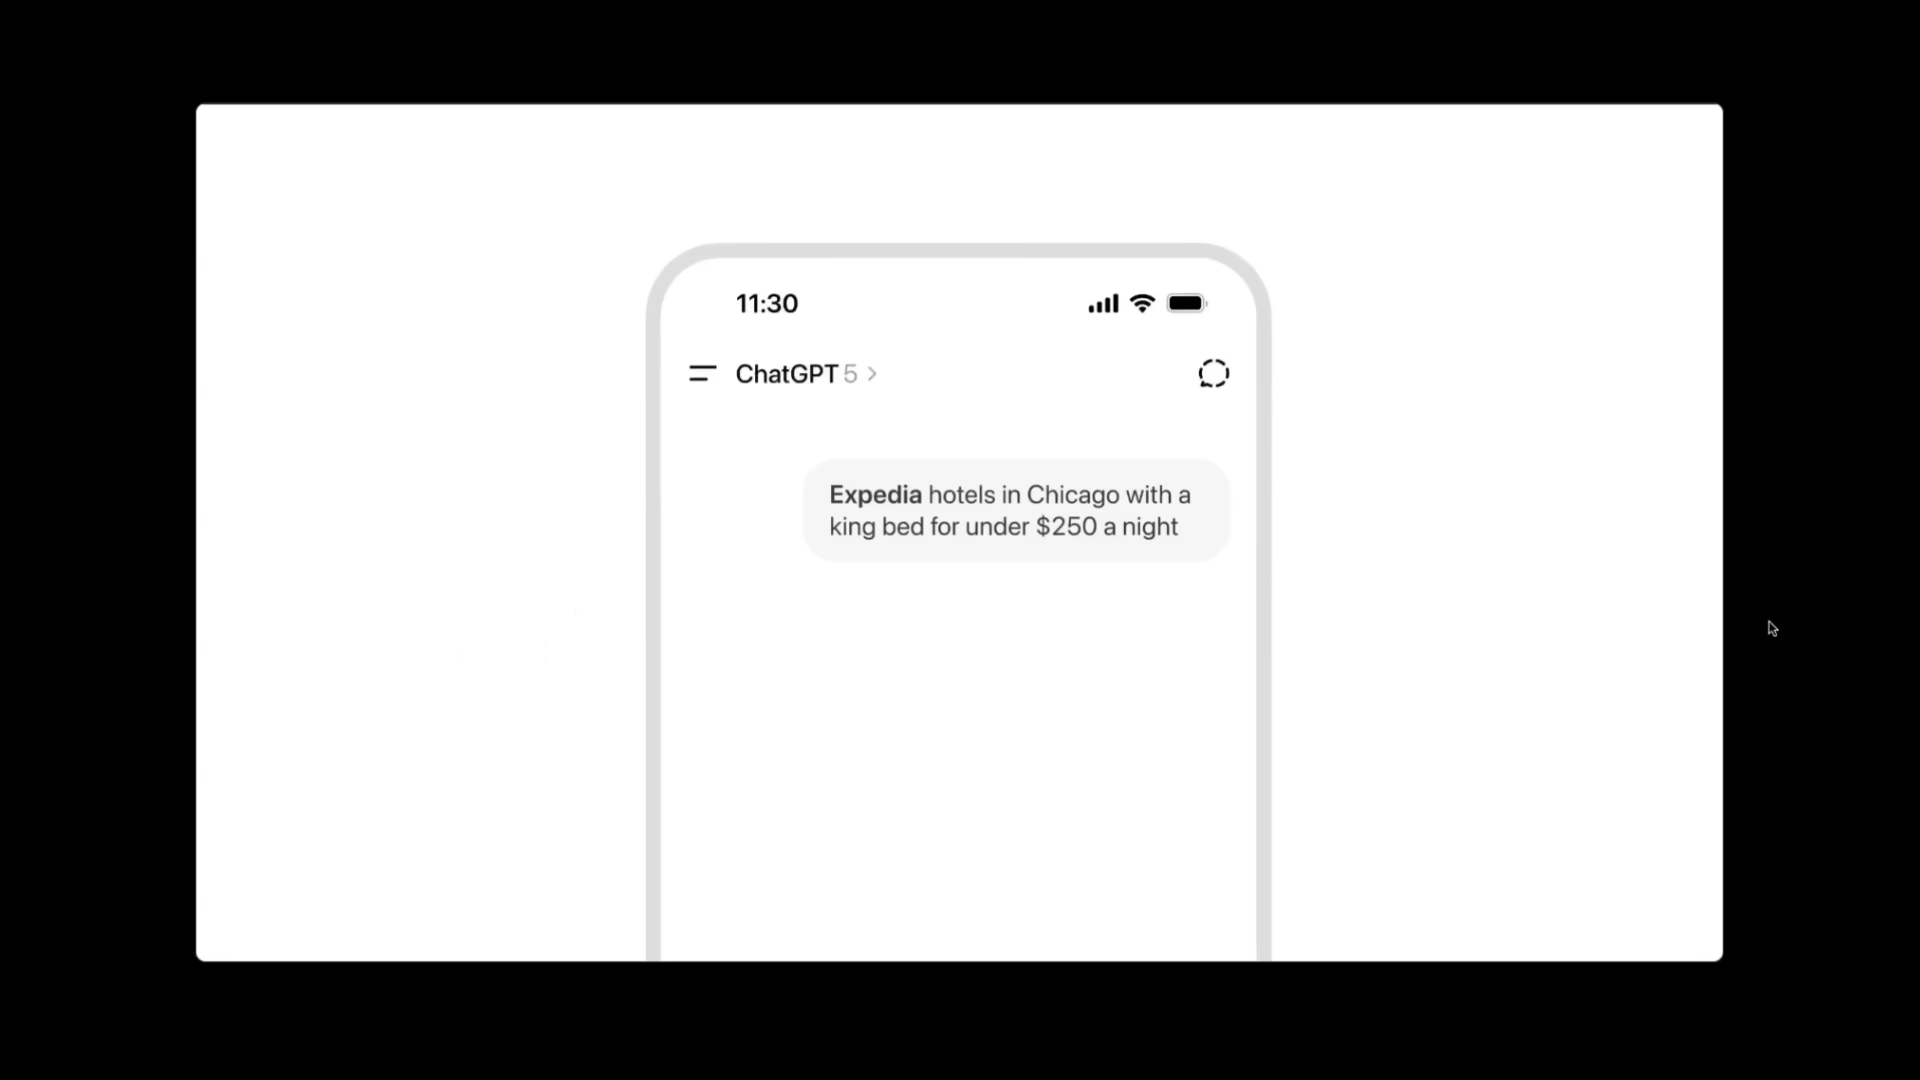 11:30
ChatGPT 5 >
Expedia hotels in Chicago with a
king bed for under $250 a night